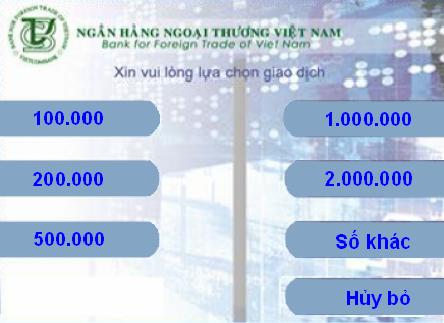 NGÂN HÀNG NGOẠI THƯƠNG VIỆT NAM
Bank for Foreign Trade of Viet Nam
Xin vui lòng lựa chọn giao dịch
100.000
1.000.000
200.000
2.000.000
500.000
Số khác
Hủy bỏ